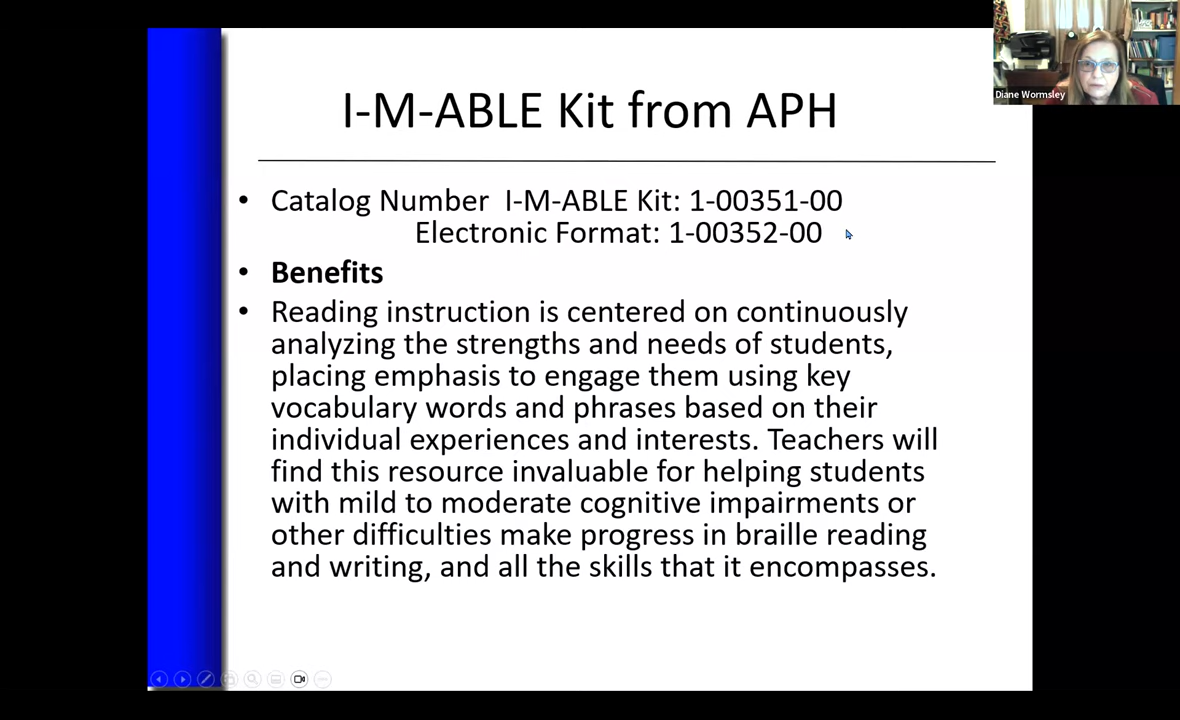 Diane Wormsley
I-M-ABLE Kit from APH
• Catalog Number  I-M-ABLE Kit: 1-00351-00
Electronic Format: 1-00352-00
• Benefits
• Reading instruction is centered on continuously
analyzing the strengths and needs of students,
placing emphasis to engage them using key
vocabulary words and phrases based on their
individual experiences and interests. Teachers will
find this resource invaluable for helping students
with mild to moderate cognitive impairments or
other difficulties make progress in braille reading
and writing, and all the skills that it encompasses.